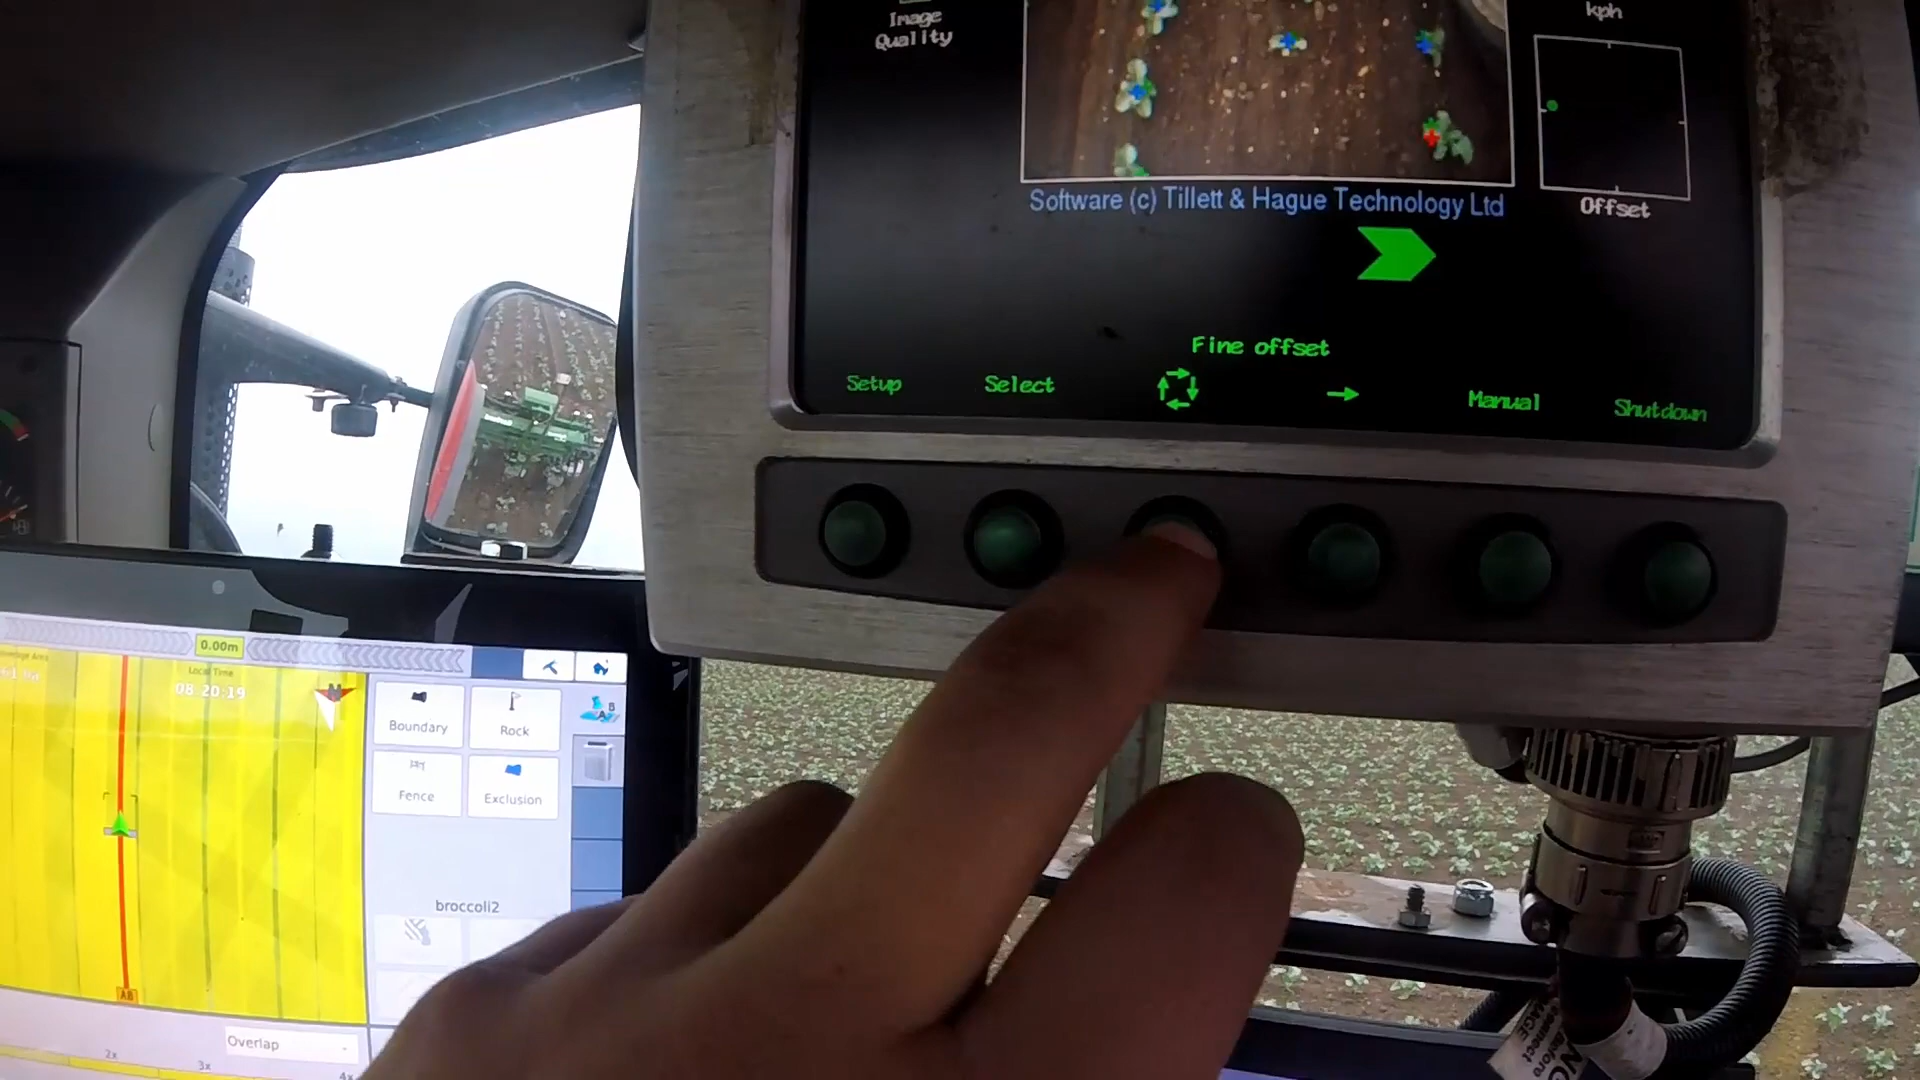 Image
Quality
kph
Software (c) Tillett & Hague Technology Ltd
Offset
Fine offset
Setup
Select
Manual
Shutdown
0.00m
Local Time
08:20:19
N
Boundary
Rock
Fence
Exclusion
broccoli2
AB
Overlap
2x
3x
4x